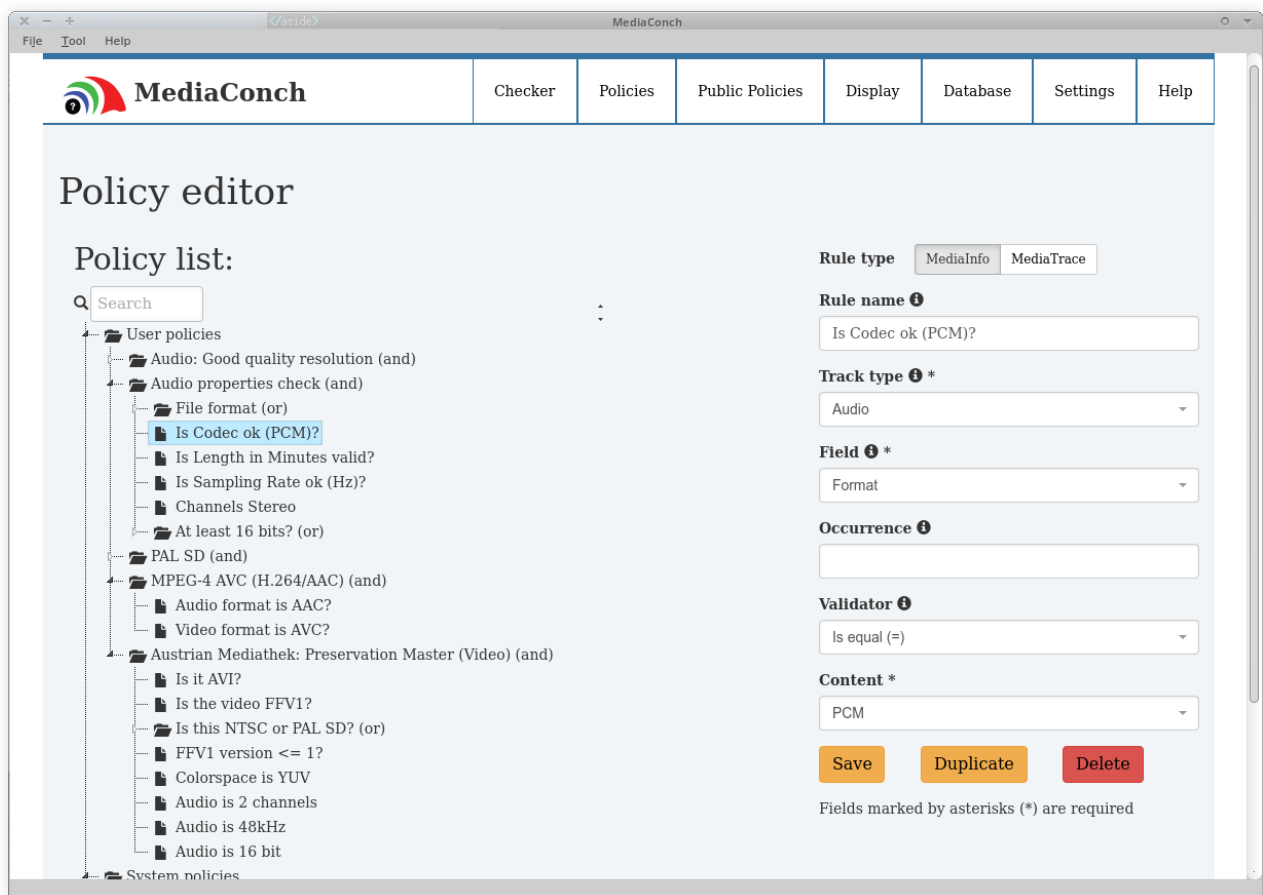 </aside>
MediaConch
File Tool Help
MediaConch
Checker Policies Public Policies Display Database Settings Help
Policy editor
Policy list:
Search
User policies
Audio: Good quality resolution (and)
Audio properties check (and)
File format (or)
Is Codec ok (PCM)?
Is Length in Minutes valid?
Is Sampling Rate ok (Hz)?
Channels Stereo
At least 16 bits? (or)
PAL SD (and)
MPEG-4 AVC (H.264/AAC) (and)
Audio format is AAC?
Video format is AVC?
Austrian Mediathek: Preservation Master (Video) (and)
Is it AVI?
Is the video FFV1?
Is this NTSC or PAL SD? (or)
FFV1 version <= 1?
Colorspace is YUV
Audio is 2 channels
Audio is 48kHz
Audio is 16 bit
System policies
Rule type MediaInfo MediaTrace
Rule name
Is Codec ok (PCM)?
Track type *
Audio
Field *
Format
Occurrence
Validator
Is equal (=)
Content *
PCM
Save Duplicate Delete
Fields marked by asterisks (*) are required